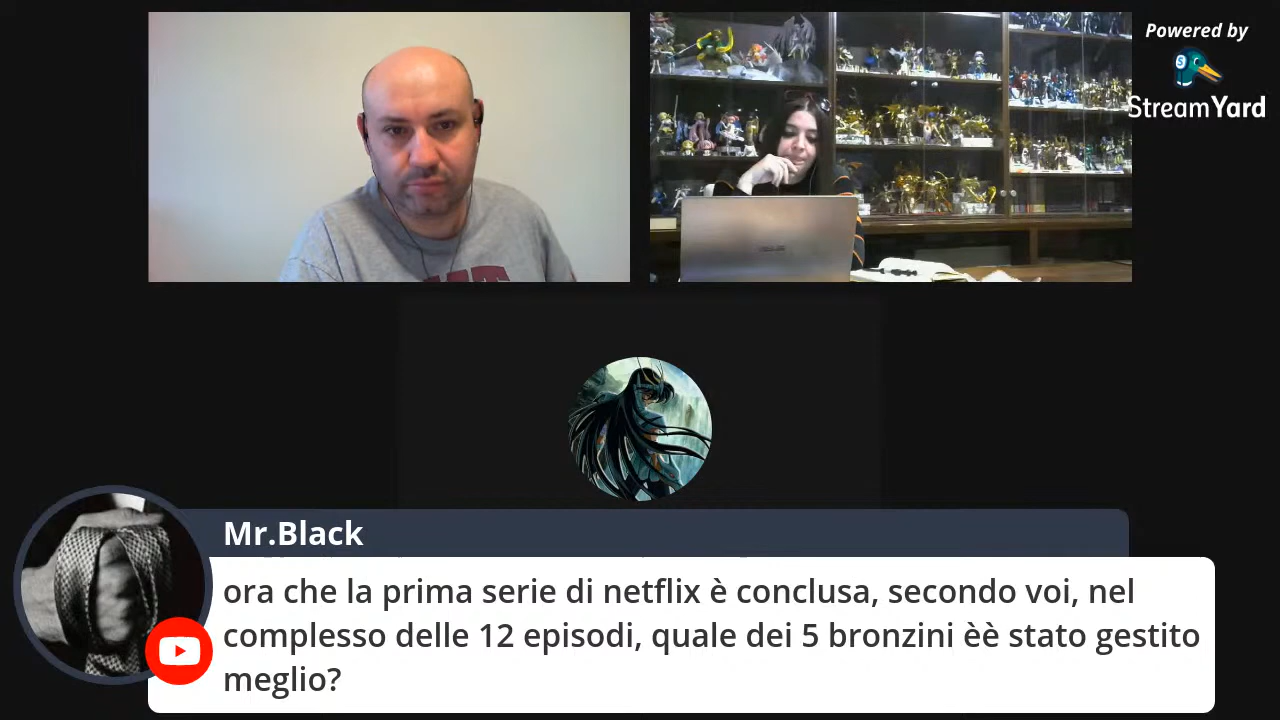 Powered by
StreamYard
Mr.Black
ora che la prima serie di netflix è conclusa, secondo voi, nel
complesso delle 12 episodi, quale dei 5 bronzini èè stato gestito
meglio?